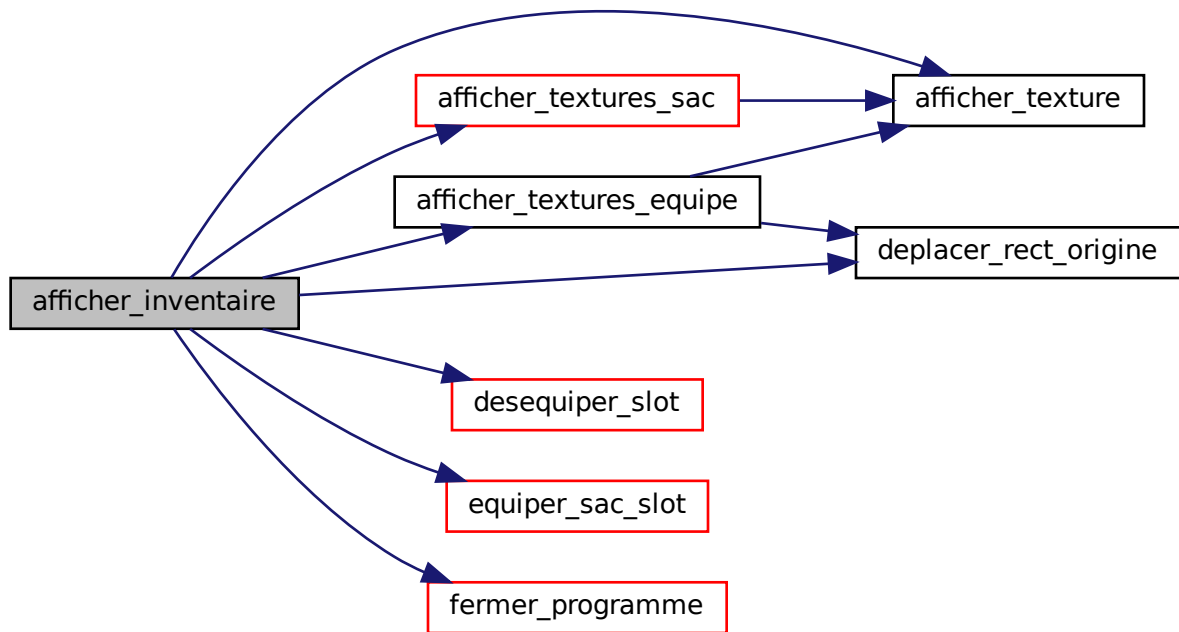 afficher_textures_sac
afficher_texture
afficher_textures_equipe
deplacer_rect_origine
afficher_inventaire
desequiper_slot
equiper_sac_slot
fermer_programme